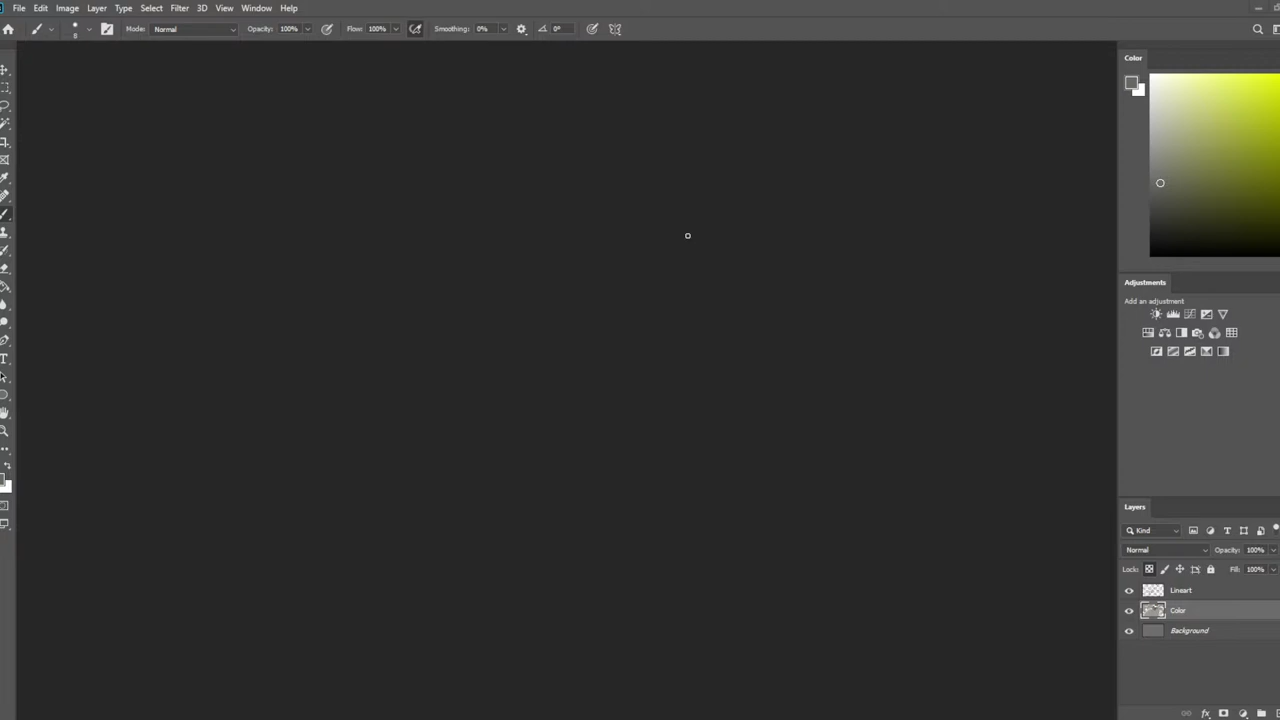 File Edit Image Layer Type Select Filter 3D View Window Help
8 Mode: Normal Opacity: 100% Flow: 100% Smoothing: 0% 0°
Color
Adjustments
Add an adjustment
Layers
Kind
Normal Opacity: 100%
Lock: Fill: 100%
Lineart
Color
Background